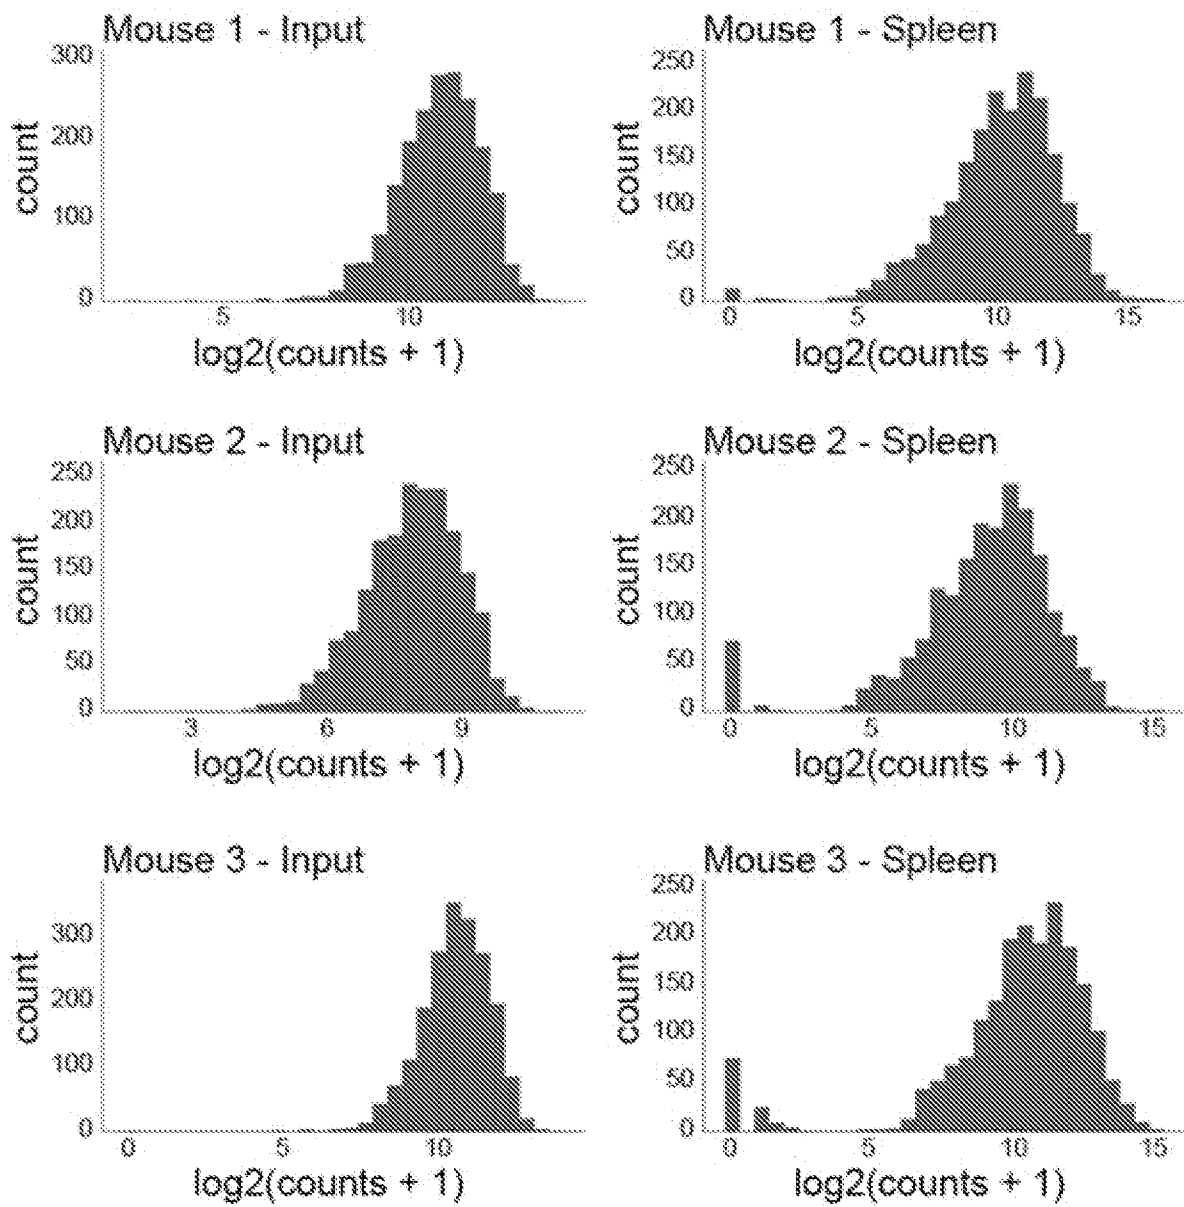 Mouse 1 - Input
300
200
100
0
count
5 10
log2(counts + 1)
Mouse 1 - Spleen
250
200
150
100
50
0
count
0 5 10 15
log2(counts + 1)
Mouse 2 - Input
250
200
150
100
50
0
count
3 6 9
log2(counts + 1)
Mouse 2 - Spleen
250
200
150
100
50
0
count
0 5 10 15
log2(counts + 1)
Mouse 3 - Input
300
200
100
0
count
0 5 10
log2(counts + 1)
Mouse 3 - Spleen
250
200
150
100
50
0
count
0 5 10 15
log2(counts + 1)